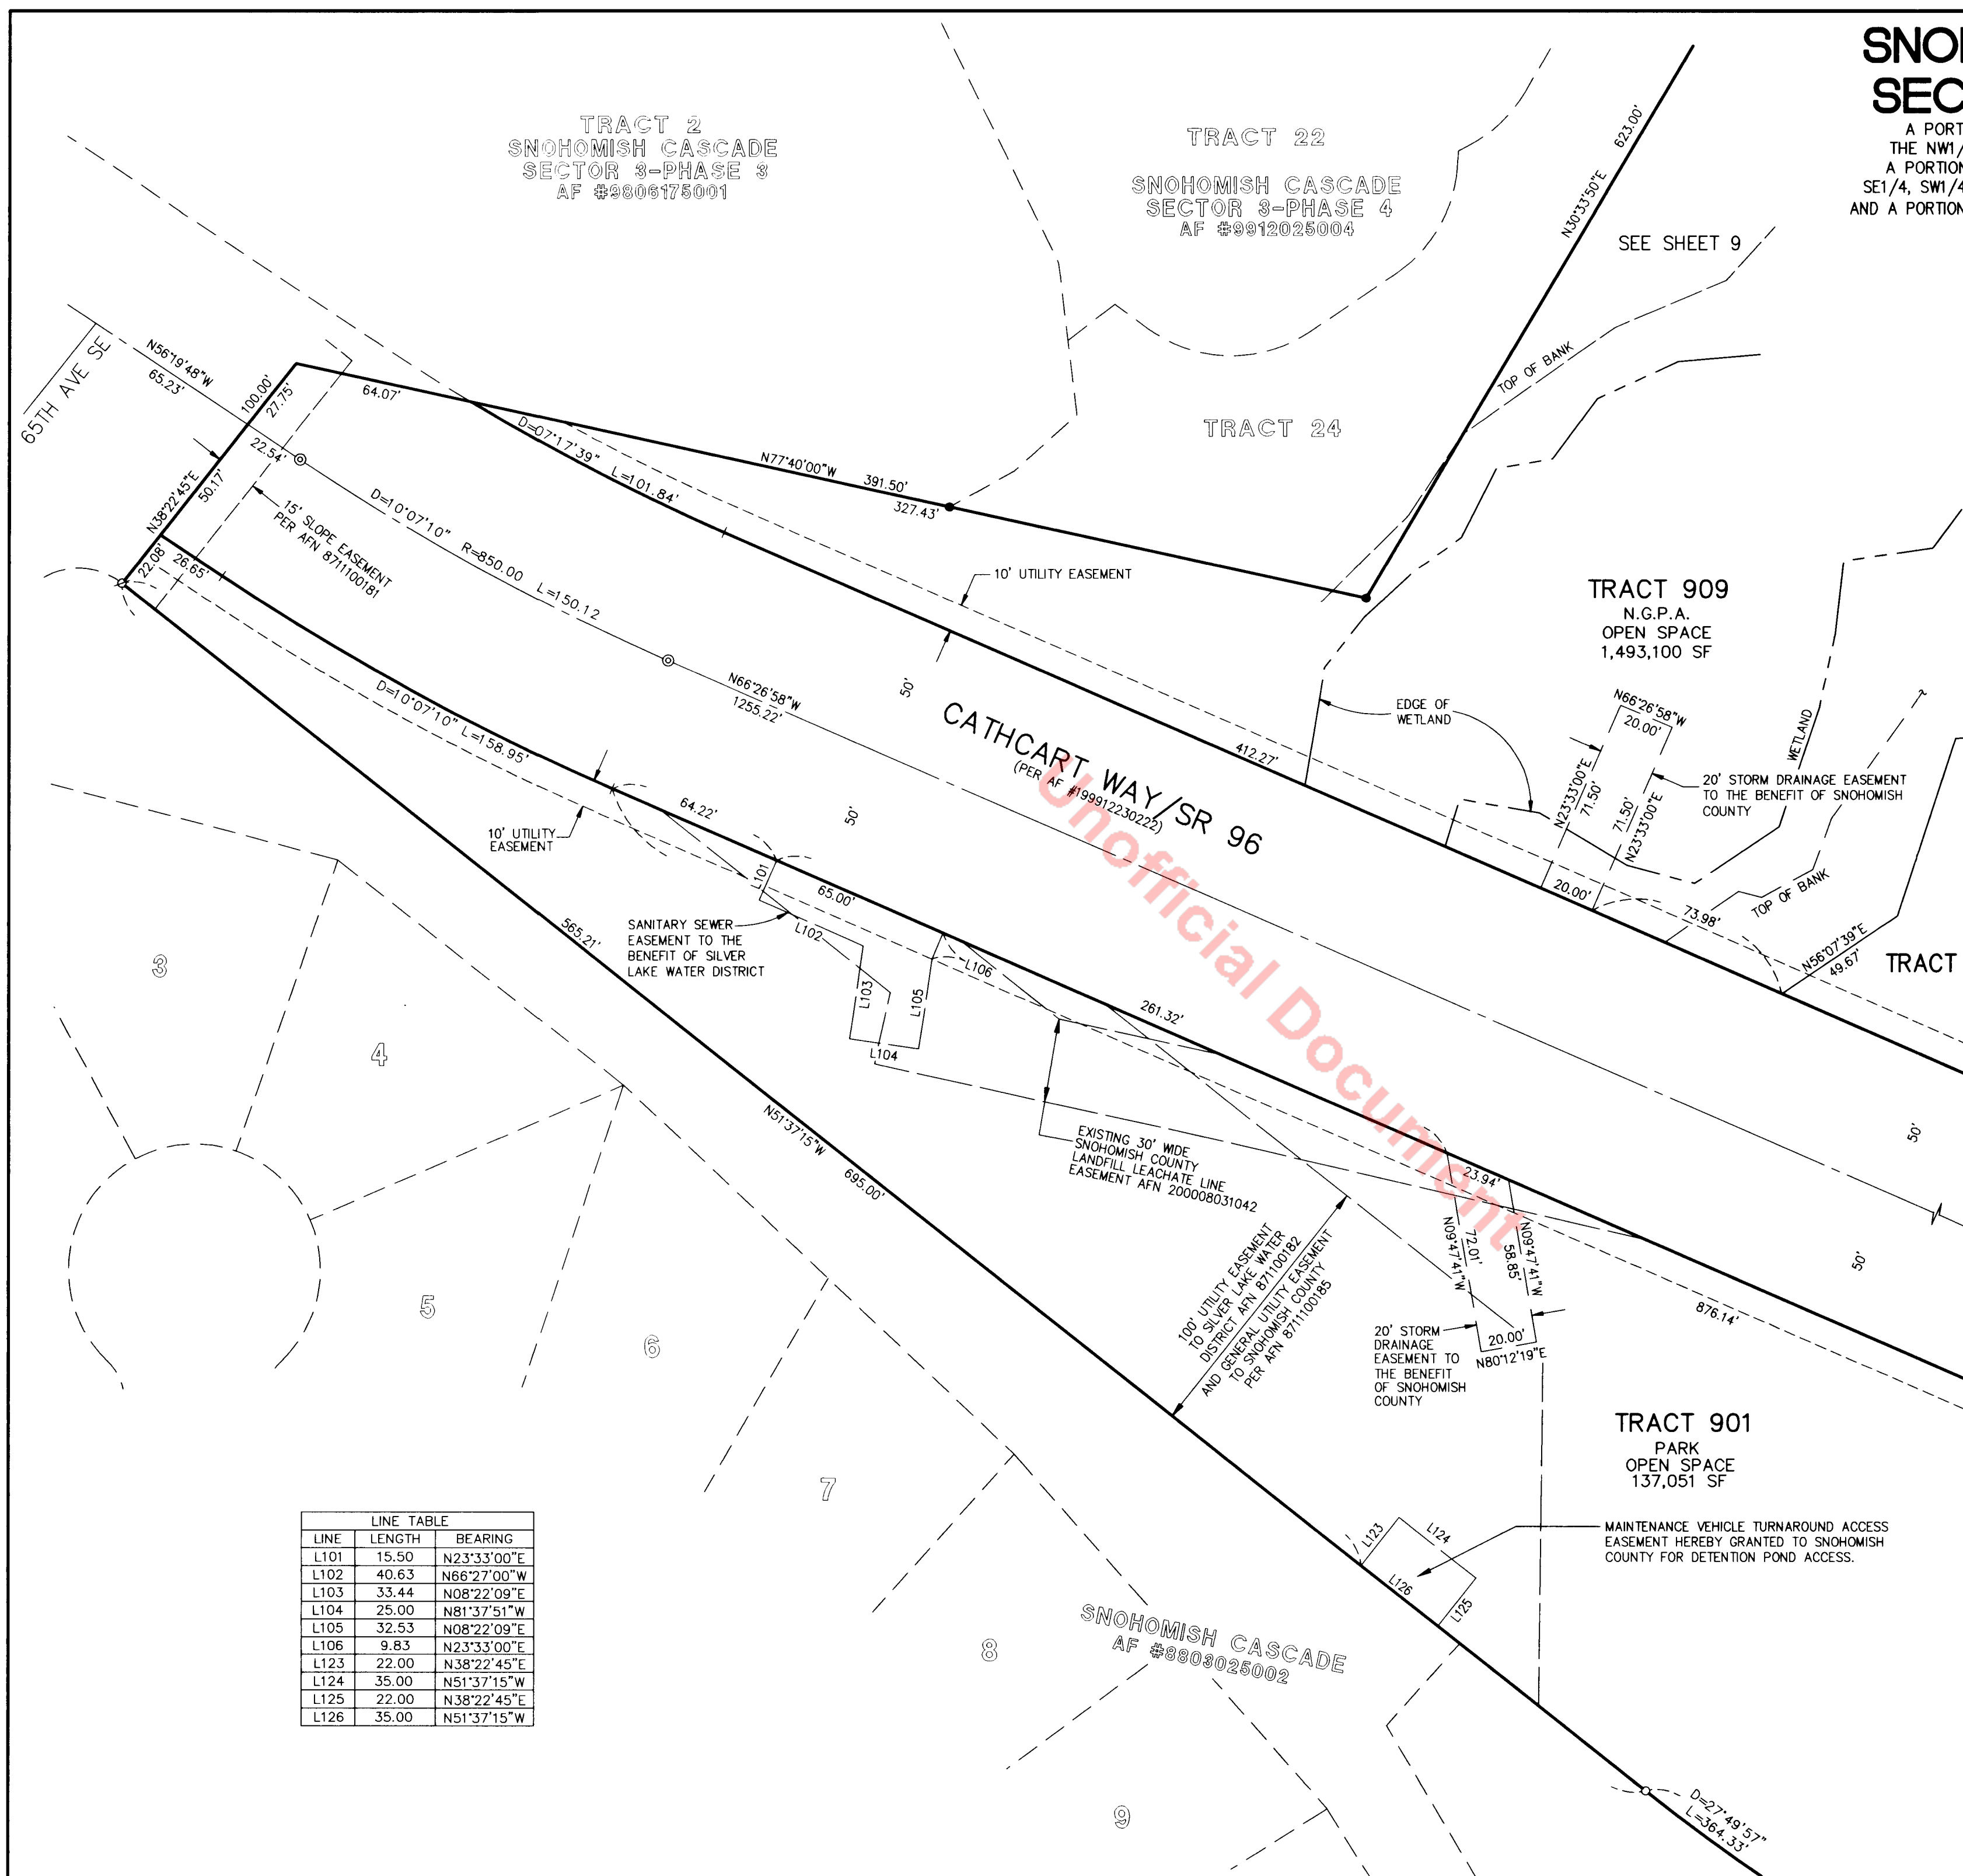 SNO
SEC
A PORT
THE NW1/
A PORTION
SE1/4, SW1/4
AND A PORTION
TRACT 2
SNOHOMISH CASCADE
SECTOR 3-PHASE 3
AF #9806175001
TRACT 22
SNOHOMISH CASCADE
SECTOR 3-PHASE 4
AF #9912025004
N30°33'50"E 623.00'
SEE SHEET 9
TOP OF BANK
TRACT 24
65TH AVE SE
N56°19'48"W
65.23'
100.00'
27.75'
64.07'
22.54'
N38°22'45"E
50.17'
22.08'
26.65'
15' SLOPE EASEMENT
PER AFN 8711100181
D=07°17'39" L=101.84'
N77°40'00"W 391.50'
327.43'
D=10°07'10" R=850.00 L=150.12
10' UTILITY EASEMENT
TRACT 909
N.G.P.A.
OPEN SPACE
1,493,100 SF
N66°26'58"W
1255.22'
50'
D=10°07'10" L=158.95'
CATHCART WAY/SR 96
(PER AF #199912230222)
412.27'
EDGE OF
WETLAND
N66°26'58"W
20.00'
WETLAND
N23°33'00"E
71.50'
71.50'
N23°33'00"E
20' STORM DRAINAGE EASEMENT
TO THE BENEFIT OF SNOHOMISH
COUNTY
10' UTILITY
EASEMENT
64.22'
50'
L101
65.00'
20.00'
73.98'
TOP OF BANK
N56°07'39"E
49.67'
TRACT
SANITARY SEWER
EASEMENT TO THE
BENEFIT OF SILVER
LAKE WATER DISTRICT
L102
L103
L104
L105
L106
565.21'
261.32'
3
4
5
6
7
8
9
N51°37'15"W
695.00'
EXISTING 30' WIDE
SNOHOMISH COUNTY
LANDFILL LEACHATE LINE
EASEMENT AFN 200008031042
23.94'
N09°47'41"W
72.01'
N09°47'41"W
58.85'
50'
50'
100' UTILITY EASEMENT
TO SILVER LAKE WATER
DISTRICT AFN 8711100182
AND GENERAL UTILITY EASEMENT
TO SNOHOMISH COUNTY
PER AFN 8711100185
876.14'
20' STORM
DRAINAGE
EASEMENT TO
THE BENEFIT
OF SNOHOMISH
COUNTY
20.00'
N80°12'19"E
TRACT 901
PARK
OPEN SPACE
137,051 SF
MAINTENANCE VEHICLE TURNAROUND ACCESS
EASEMENT HEREBY GRANTED TO SNOHOMISH
COUNTY FOR DETENTION POND ACCESS.
L123
L124
L125
L126
SNOHOMISH CASCADE
AF #8803025002
D=27°49'57"
L=364.33'
LINE TABLE
LINE LENGTH BEARING
L101 15.50 N23°33'00"E
L102 40.63 N66°27'00"W
L103 33.44 N08°22'09"E
L104 25.00 N81°37'51"W
L105 32.53 N08°22'09"E
L106 9.83 N23°33'00"E
L123 22.00 N38°22'45"E
L124 35.00 N51°37'15"W
L125 22.00 N38°22'45"E
L126 35.00 N51°37'15"W
Unofficial Document